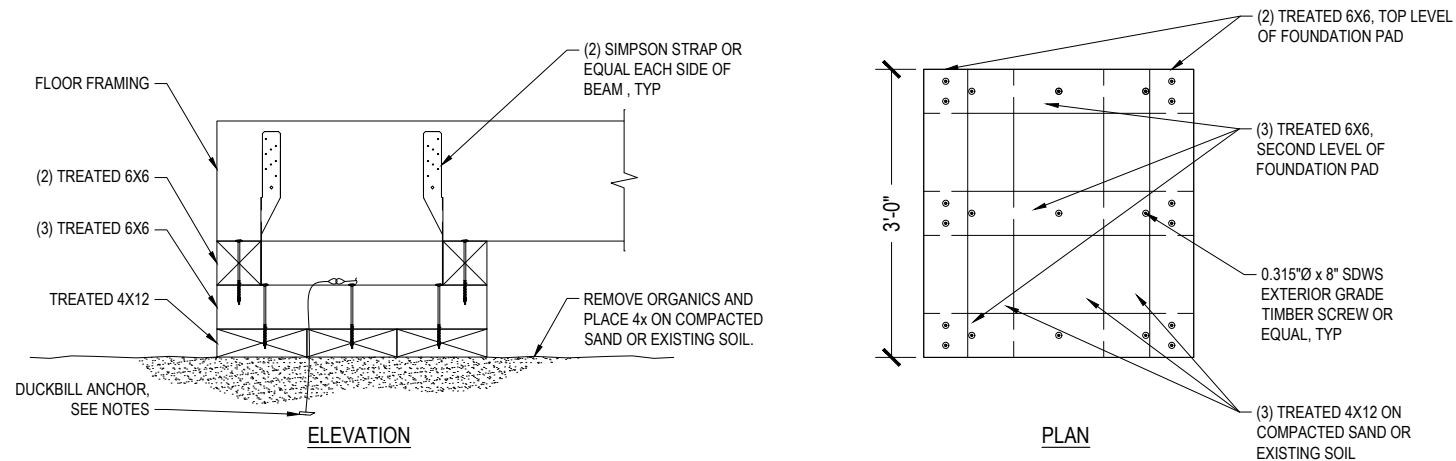 FLOOR FRAMING
(2) TREATED 6X6
(3) TREATED 6X6
TREATED 4X12
DUCKBILL ANCHOR,
SEE NOTES
(2) SIMPSON STRAP OR
EQUAL EACH SIDE OF
BEAM , TYP
REMOVE ORGANICS AND
PLACE 4x ON COMPACTED
SAND OR EXISTING SOIL.
ELEVATION
3'-0"
(2) TREATED 6X6, TOP LEVEL
OF FOUNDATION PAD
(3) TREATED 6X6,
SECOND LEVEL OF
FOUNDATION PAD
0.315"Ø x 8" SDWS
EXTERIOR GRADE
TIMBER SCREW OR
EQUAL, TYP
(3) TREATED 4X12 ON
COMPACTED SAND OR
EXISTING SOIL
PLAN